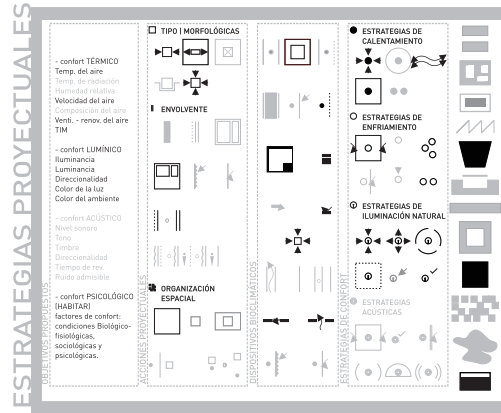 ESTRATEGIAS PROYECTUALES
OBJETIVOS PROPUESTOS
- confort TÉRMICO
Temp. del aire
Temp. de radiación
Humedad relativa
Velocidad del aire
Composición del aire
Venti. - renov. del aire
TIM
- confort LUMÍNICO
Iluminancia
Luminancia
Direccionalidad
Color de la luz
Color del ambiente
- confort ACÚSTICO
Nivel sonoro
Tono
Timbre
Direccionalidad
Tiempo de rev.
Ruido admisible
- confort PSICOLÓGICO
(HABITAR)
factores de confort:
condiciones Biológico-
fisiológicas,
sociológicas y
psicológicas.
ACCIONES PROYECTUALES
TIPO | MORFOLÓGICAS
ENVOLVENTE
ORGANIZACIÓN
ESPACIAL
DISPOSITIVOS CLIMATICOS
ESTRATEGIAS DE CONFORT
ESTRATEGIAS DE
CALENTAMIENTO
ESTRATEGIAS DE
ENFRIAMIENTO
ESTRATEGIAS DE
ILUMINACIÓN NATURAL
ESTRATEGIAS
ACÚSTICAS